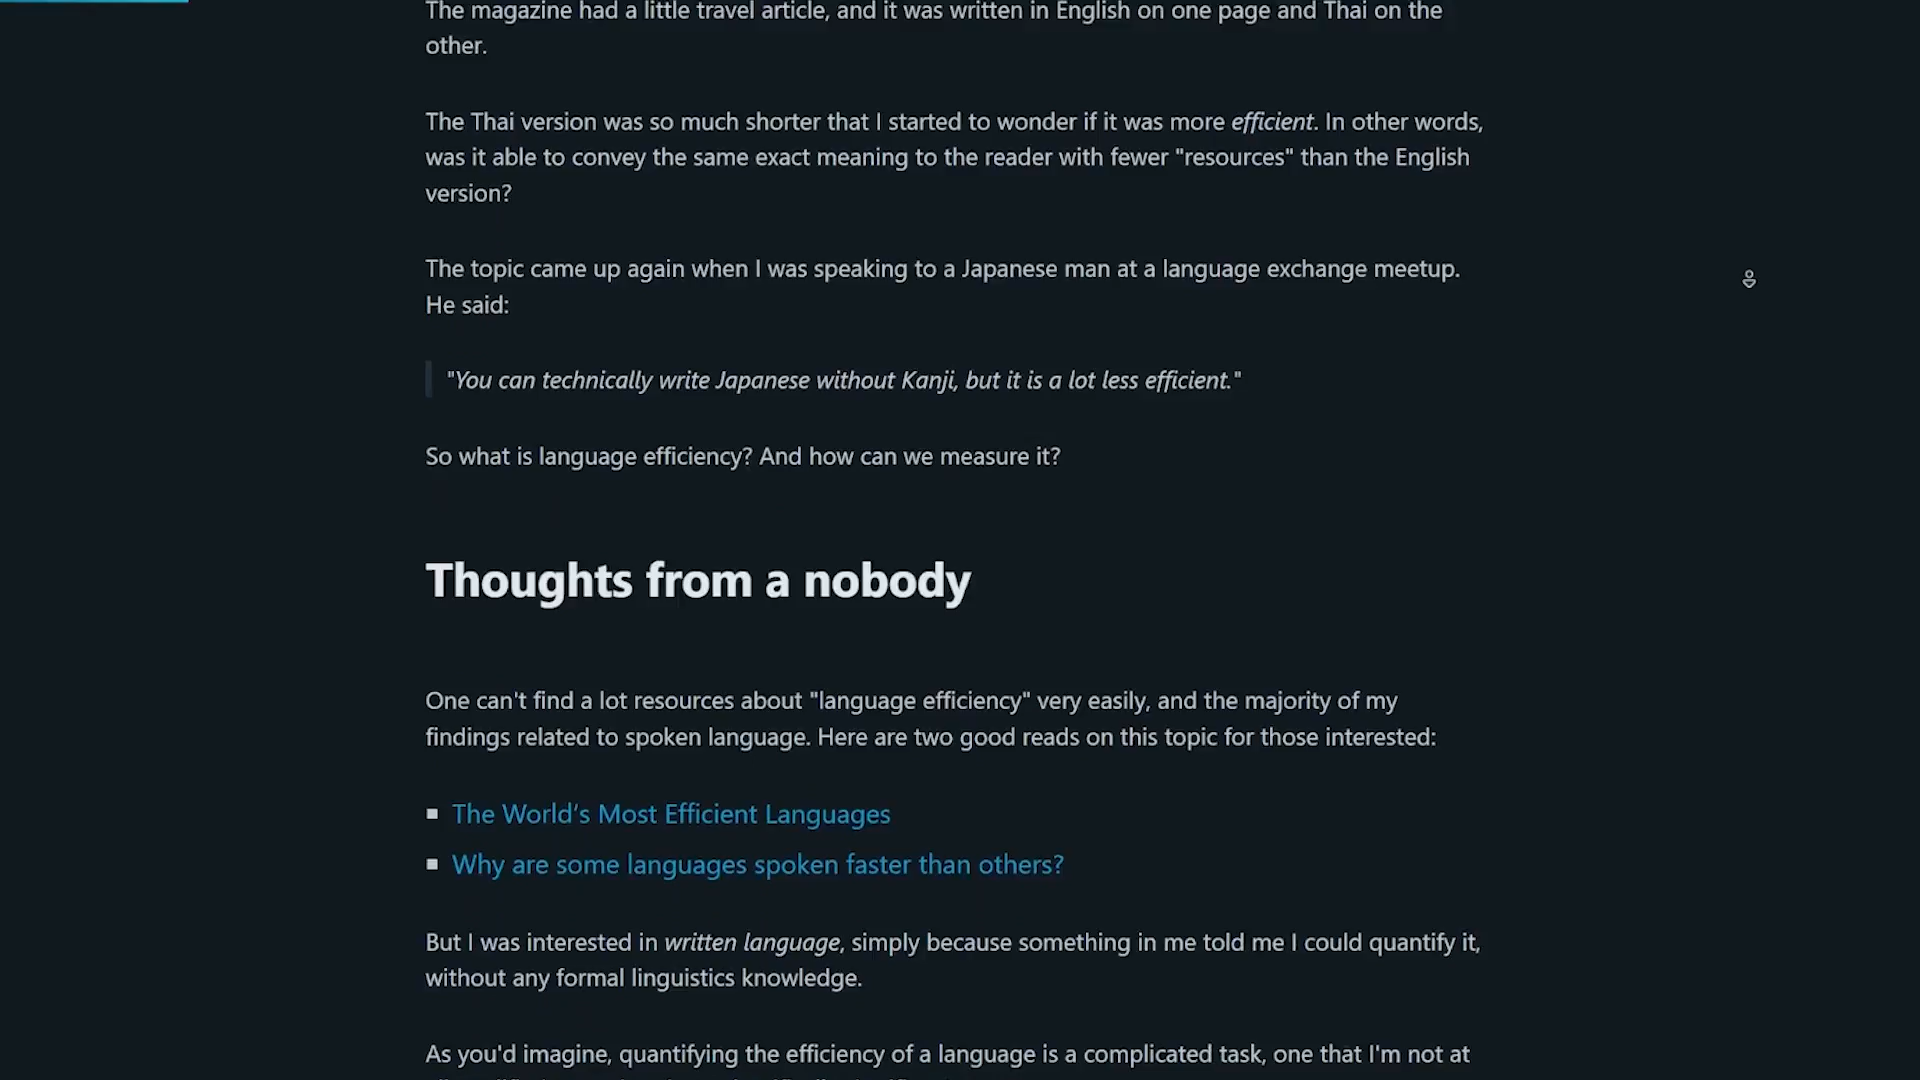 The magazine had a little travel article, and it was written in English on one page and Thai on the
other.
The Thai version was so much shorter that I started to wonder if it was more efficient. In other words,
was it able to convey the same exact meaning to the reader with fewer "resources" than the English
version?
The topic came up again when I was speaking to a Japanese man at a language exchange meetup.
He said:
"You can technically write Japanese without Kanji, but it is a lot less efficient."
So what is language efficiency? And how can we measure it?
Thoughts from a nobody
One can't find a lot resources about "language efficiency" very easily, and the majority of my
findings related to spoken language. Here are two good reads on this topic for those interested:
▪ The World's Most Efficient Languages
▪ Why are some languages spoken faster than others?
But I was interested in written language, simply because something in me told me I could quantify it,
without any formal linguistics knowledge.
As you'd imagine, quantifying the efficiency of a language is a complicated task, one that I'm not at